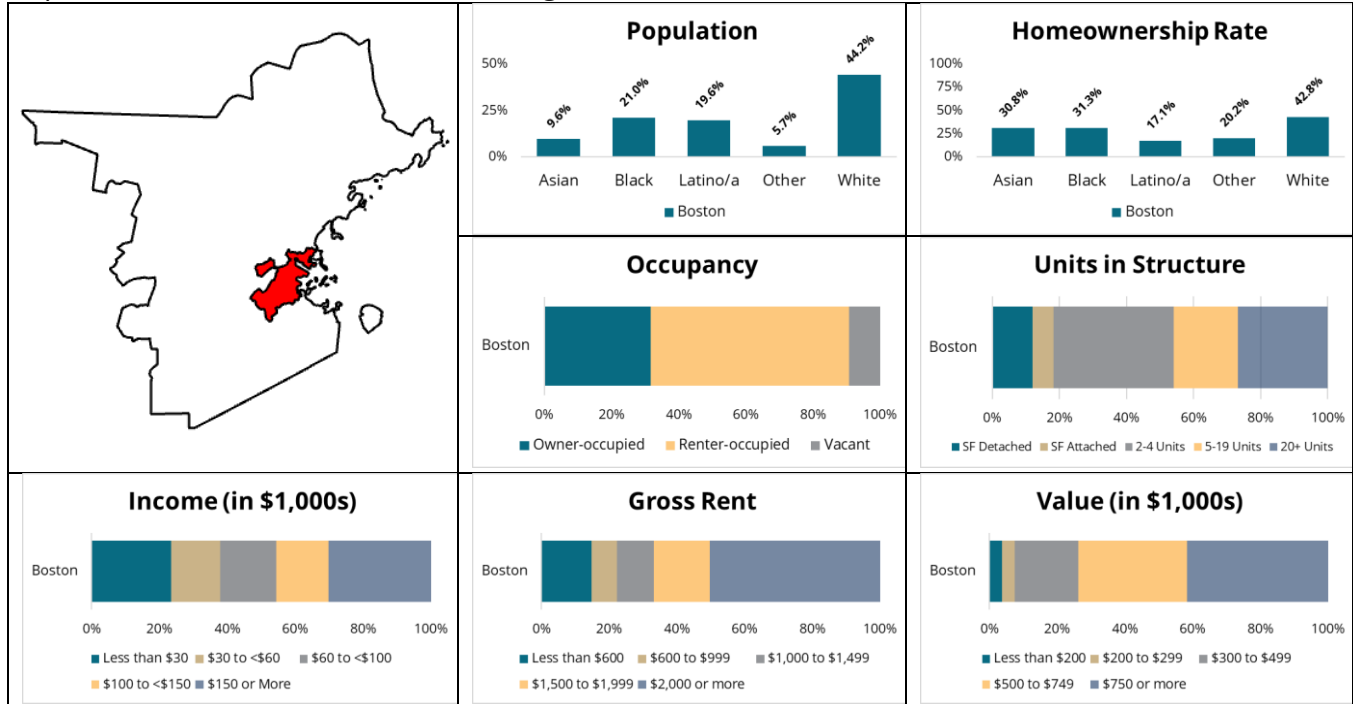 Population
50%
25%
0%
9.6%
21.0%
19.6%
5.7%
44.2%
Asian Black Latino/a Other White
Boston
Homeownership Rate
100%
75%
50%
25%
0%
30.8%
31.3%
17.1%
20.2%
42.8%
Asian Black Latino/a Other White
Boston
Occupancy
Boston
0% 20% 40% 60% 80% 100%
Owner-occupied Renter-occupied Vacant
Units in Structure
Boston
0% 20% 40% 60% 80% 100%
SF Detached SF Attached 2-4 Units 5-19 Units 20+ Units
Income (in $1,000s)
Boston
0% 20% 40% 60% 80% 100%
Less than $30 $30 to <$60 $60 to <$100
$100 to <$150 $150 or More
Gross Rent
Boston
0% 20% 40% 60% 80% 100%
Less than $600 $600 to $999 $1,000 to $1,499
$1,500 to $1,999 $2,000 or more
Value (in $1,000s)
Boston
0% 20% 40% 60% 80% 100%
Less than $200 $200 to $299 $300 to $499
$500 to $749 $750 or more